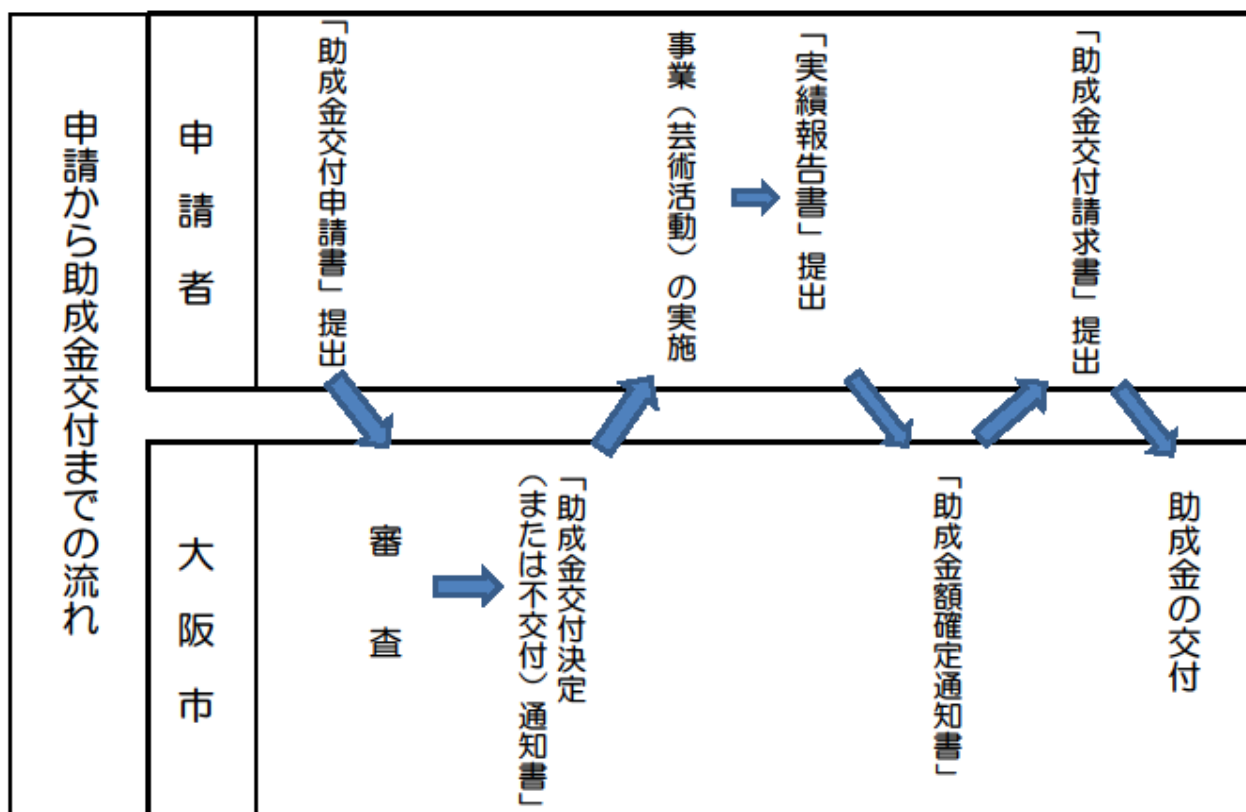 申請から助成金交付までの流れ
申請者
「助成金交付申請書」提出
事業（芸術活動）の実施
「実績報告書」提出
「助成金交付請求書」提出
大阪市
審査
「助成金交付決定
（または不交付）通知書」
「助成金額確定通知書」
助成金の交付